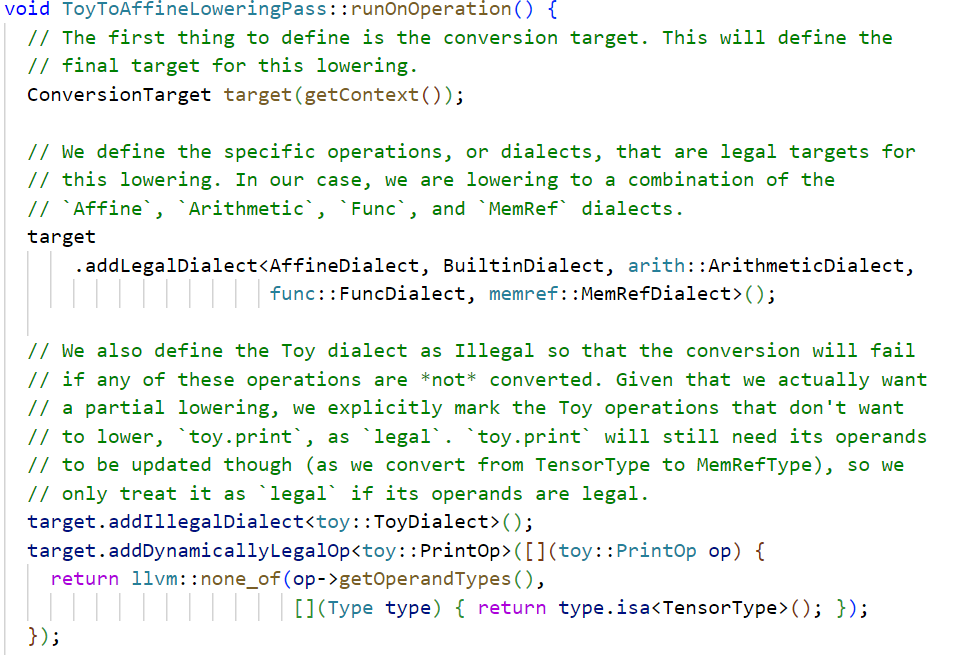 void ToyToAffineLoweringPass::runOnOperation() {
// The first thing to define is the conversion target. This will define the
// final target for this lowering.
ConversionTarget target(getContext());
// We define the specific operations, or dialects, that are legal targets for
// this lowering. In our case, we are lowering to a combination of the
// `Affine`, `Arithmetic`, `Func`, and `MemRef` dialects.
target
.addLegalDialect<AffineDialect, BuiltinDialect, arith::ArithmeticDialect,
func::FuncDialect, memref::MemRefDialect>();
// We also define the Toy dialect as Illegal so that the conversion will fail
// if any of these operations are *not* converted. Given that we actually want
// a partial lowering, we explicitly mark the Toy operations that don't want
// to lower, `toy.print`, as `legal`. `toy.print` will still need its operands
// to be updated though (as we convert from TensorType to MemRefType), so we
// only treat it as `legal` if its operands are legal.
target.addIllegalDialect<toy::ToyDialect>();
target.addDynamicallyLegalOp<toy::PrintOp>([](toy::PrintOp op) {
return llvm::none_of(op->getOperandTypes(),
[](Type type) { return type.isa<TensorType>(); });
});